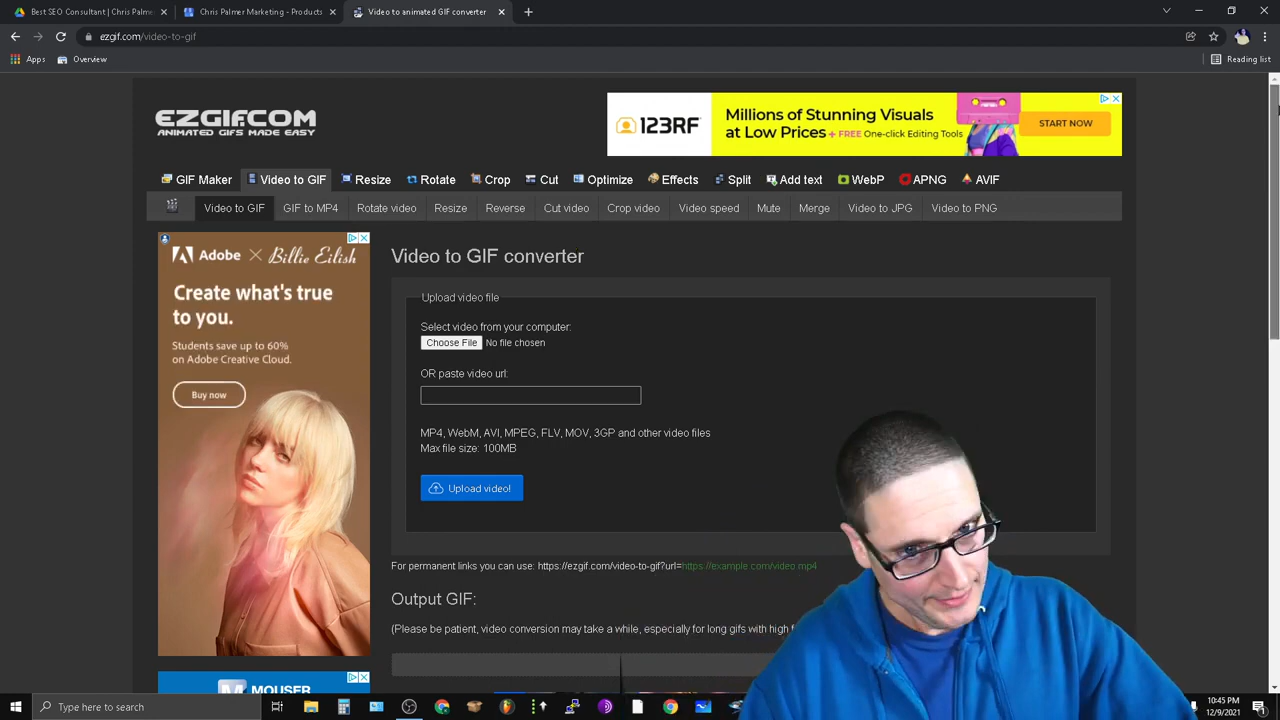 Best SEO Consultant | Chris Palme
Chris Palmer Marketing - Products
Video to animated GIF converter
ezgif.com/video-to-gif
Apps
Overview
Reading list
EZGIF.COM
ANIMATED GIFS MADE EASY
123RF
Millions of Stunning Visuals
at Low Prices + FREE One-click Editing Tools
START NOW
GIF Maker
Video to GIF
Resize
Rotate
Crop
Cut
Optimize
Effects
Split
Add text
WebP
APNG
AVIF
Video to GIF
GIF to MP4
Rotate video
Resize
Reverse
Cut video
Crop video
Video speed
Mute
Merge
Video to JPG
Video to PNG
Adobe X Billie Eilish
Create what's true
to you.
Students save up to 60%
on Adobe Creative Cloud.
Buy now
MOUSER
Video to GIF converter
Upload video file
Select video from your computer:
Choose File No file chosen
OR paste video url:
MP4, WebM, AVI, MPEG, FLV, MOV, 3GP and other video files
Max file size: 100MB
Upload video!
For permanent links you can use: https://ezgif.com/video-to-gif?url=https://example.com/video.mp4
Output GIF:
(Please be patient, video conversion may take a while, especially for long gifs with high
Type here to search
10:45 PM
12/9/2021